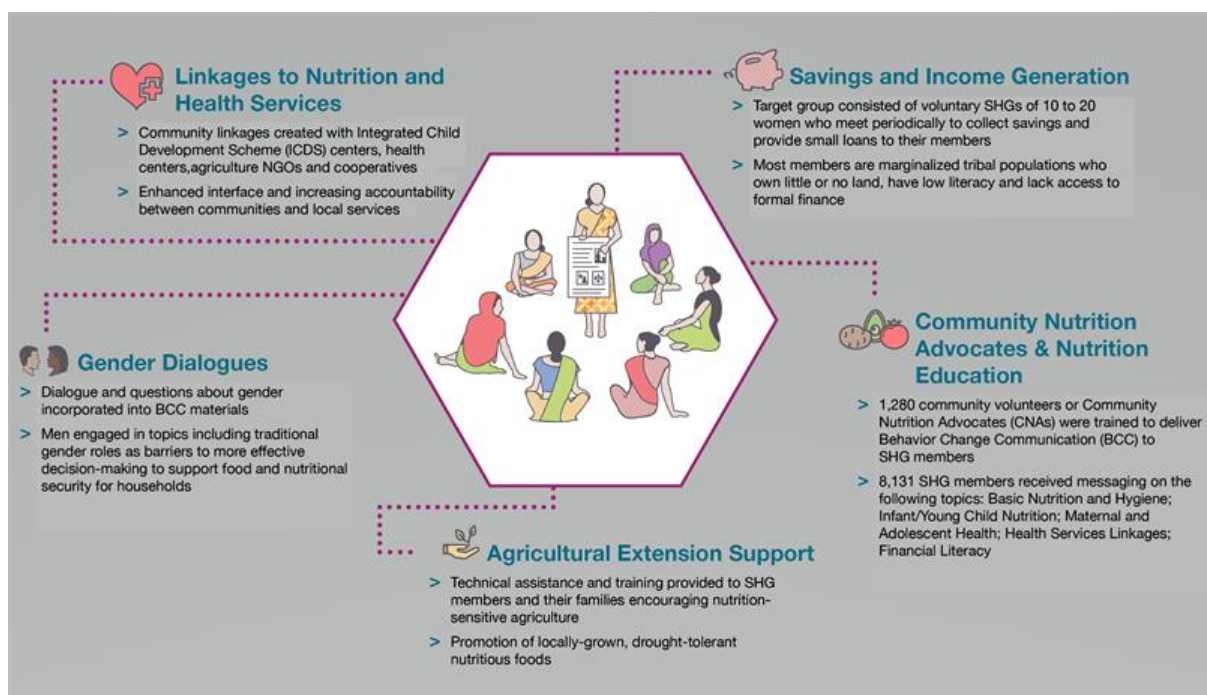 Linkages to Nutrition and
Health Services
> Community linkages created with Integrated Child
Development Scheme (ICDS) centers, health
centers,agriculture NGOs and cooperatives
> Enhanced interface and increasing accountability
between communities and local services
Savings and Income Generation
> Target group consisted of voluntary SHGs of 10 to 20
women who meet periodically to collect savings and
provide small loans to their members
> Most members are marginalized tribal populations who
own little or no land, have low literacy and lack access to
formal finance
Gender Dialogues
> Dialogue and questions about gender
incorporated into BCC materials
> Men engaged in topics including traditional
gender roles as barriers to more effective
decision-making to support food and nutritional
security for households
Community Nutrition
Advocates & Nutrition
Education
> 1,280 community volunteers or Community
Nutrition Advocates (CNAs) were trained to deliver
Behavior Change Communication (BCC) to
SHG members
> 8,131 SHG members received messaging on the
following topics: Basic Nutrition and Hygiene;
Infant/Young Child Nutrition; Maternal and
Adolescent Health; Health Services Linkages;
Financial Literacy
Agricultural Extension Support
> Technical assistance and training provided to SHG
members and their families encouraging nutrition-
sensitive agriculture
> Promotion of locally-grown, drought-tolerant
nutritious foods